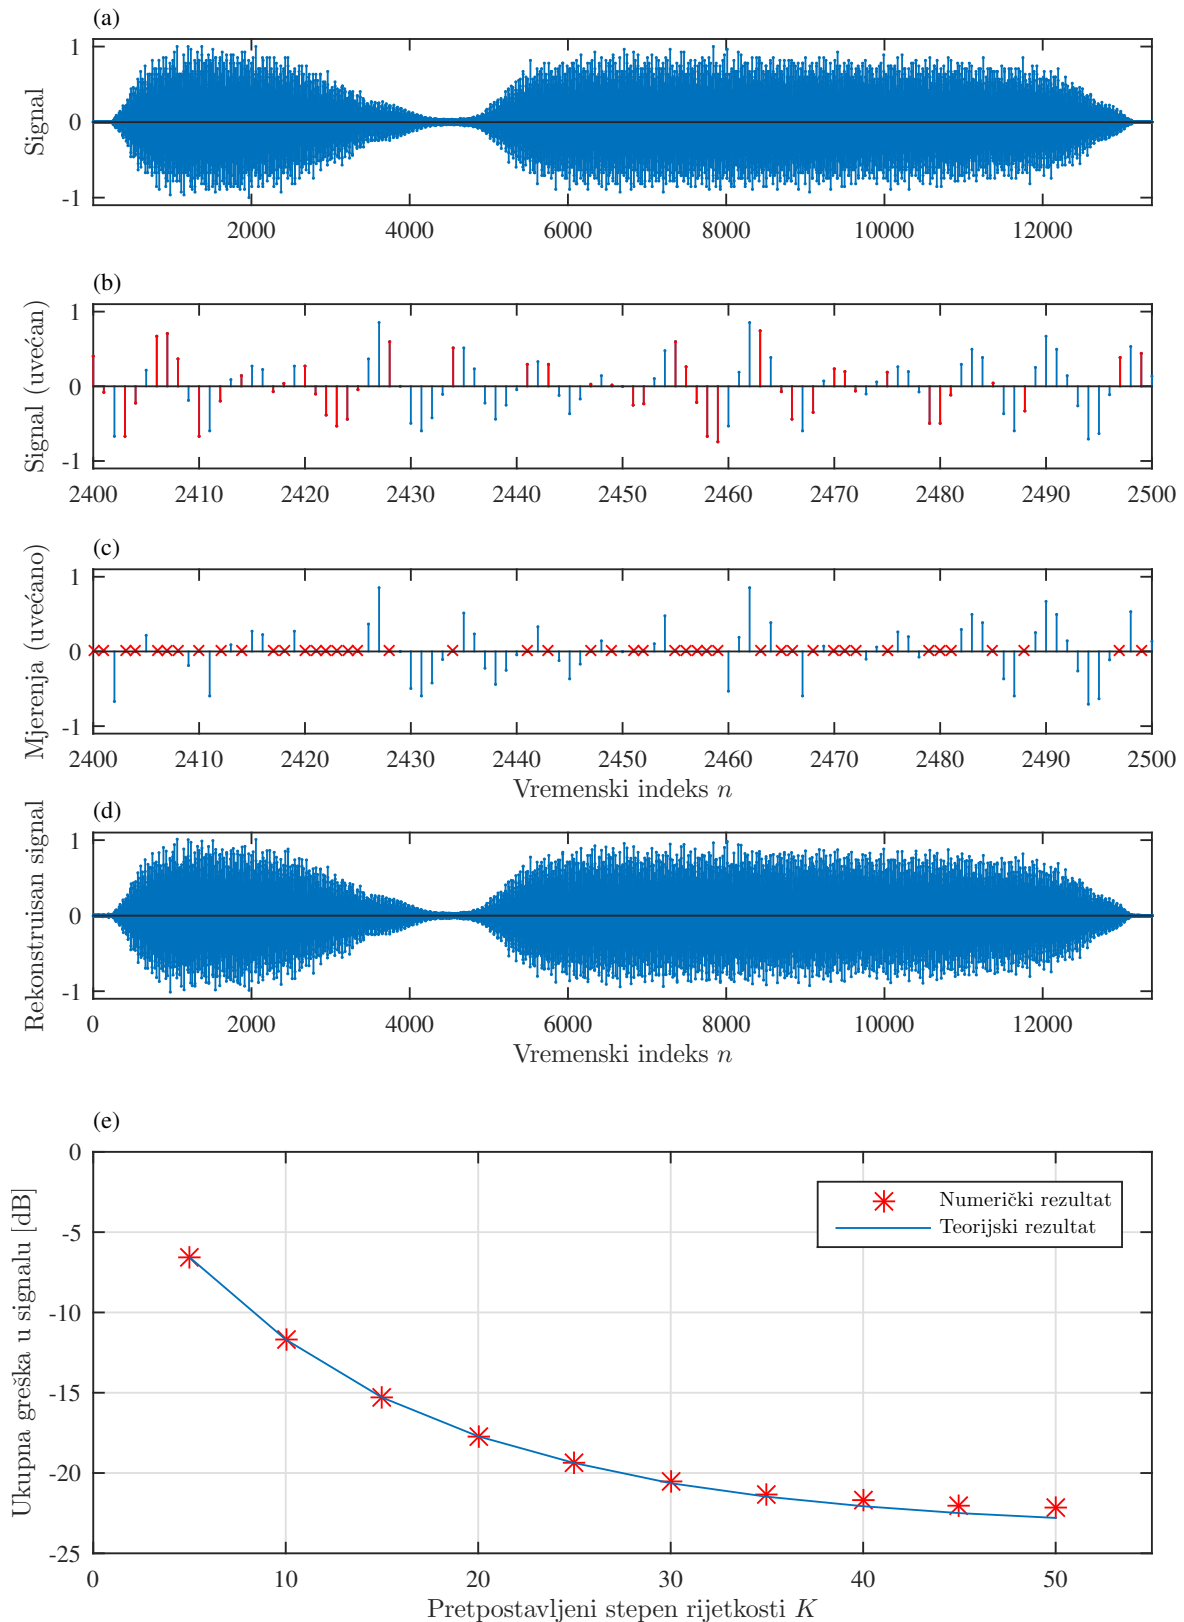 (a)
Signal
1
0
-1
2000 4000 6000 8000 10000 12000
(b)
Signal (uvećan)
1
0
-1
2400 2410 2420 2430 2440 2450 2460 2470 2480 2490 2500
(c)
Mjerenja (uvećano)
1
0
-1
2400 2410 2420 2430 2440 2450 2460 2470 2480 2490 2500
Vremenski indeks n
(d)
Rekonstruisan signal
1
0
-1
0 2000 4000 6000 8000 10000 12000
Vremenski indeks n
(e)
Ukupna greška u signalu [dB]
0
-5
-10
-15
-20
-25
Numerički rezultat
Teorijski rezultat
0 10 20 30 40 50
Pretpostavljeni stepen rijetkosti K